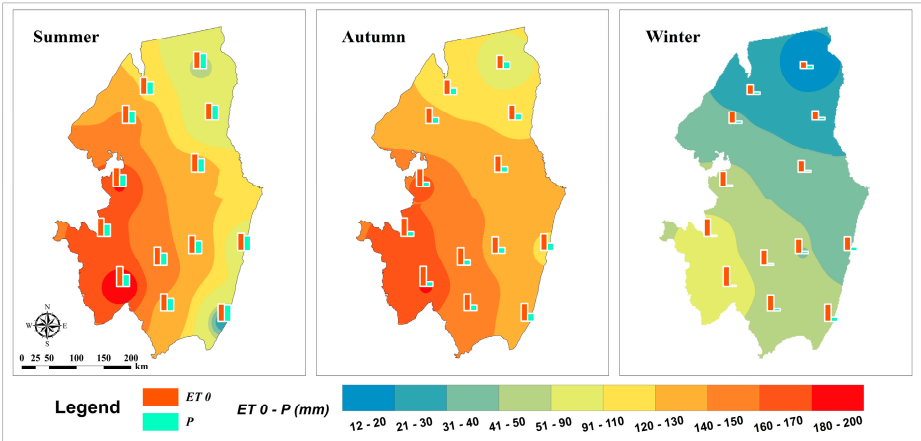 Summer
Autumn
Winter
N
W E
S
0 25 50 100 150 200
km
Legend
ET 0
P
ET 0 - P (mm)
12 - 20 21 - 30 31 - 40 41 - 50 51 - 90 91 - 110 120 - 130 140 - 150 160 - 170 180 - 200